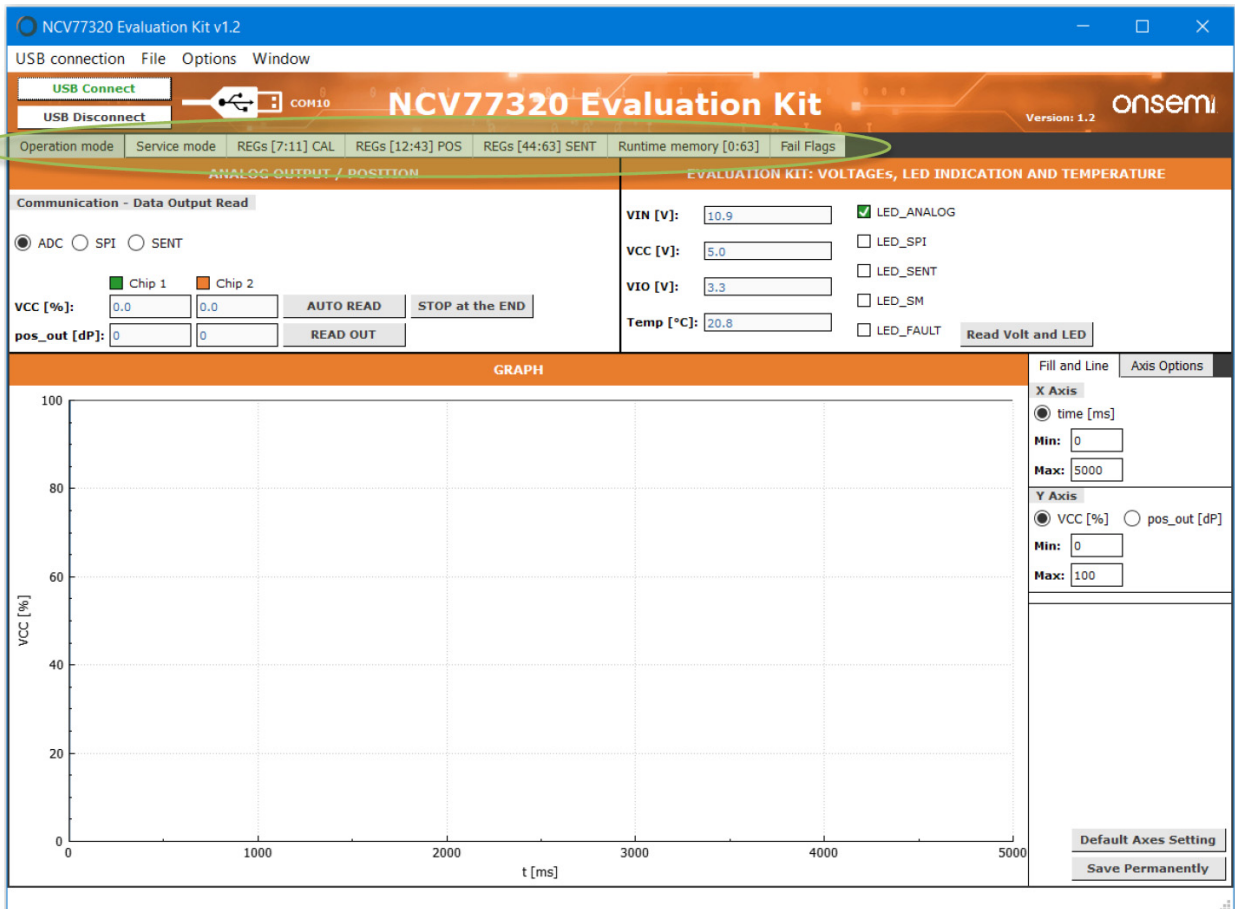 NCV77320 Evaluation Kit v1.2
USB connection File Options Window
USB Connect
USB Disconnect
COM10
NCV77320 Evaluation Kit
Version: 1.2
onsemi
Operation mode Service mode REGs [7:11] CAL REGs [12:43] POS REGs [44:63] SENT Runtime memory [0:63] Fail Flags
ANALOG OUTPUT / POSITION
Communication - Data Output Read
ADC SPI SENT
Chip 1 Chip 2
VCC [%]: 0.0 0.0 AUTO READ STOP at the END
pos_out [dP]: 0 0 READ OUT
EVALUATION KIT: VOLTAGEs, LED INDICATION AND TEMPERATURE
VIN [V]: 10.9 LED_ANALOG
LED_SPI
VCC [V]: 5.0
LED_SENT
VIO [V]: 3.3
LED_SM
Temp [°C]: 20.8
LED_FAULT Read Volt and LED
GRAPH
100
80
60
40
20
0
VCC [%]
0 1000 2000 3000 4000 5000
t [ms]
Fill and Line Axis Options
X Axis
time [ms]
Min: 0
Max: 5000
Y Axis
VCC [%] pos_out [dP]
Min: 0
Max: 100
Default Axes Setting
Save Permanently